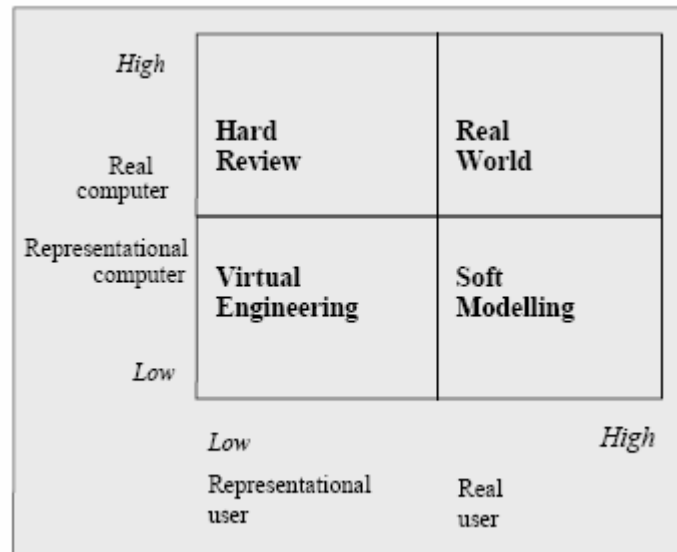 High
Hard
Review
Real
World
Real
computer
Representational
computer
Virtual
Engineering
Soft
Modelling
Low
Low
High
Representational
user
Real
user